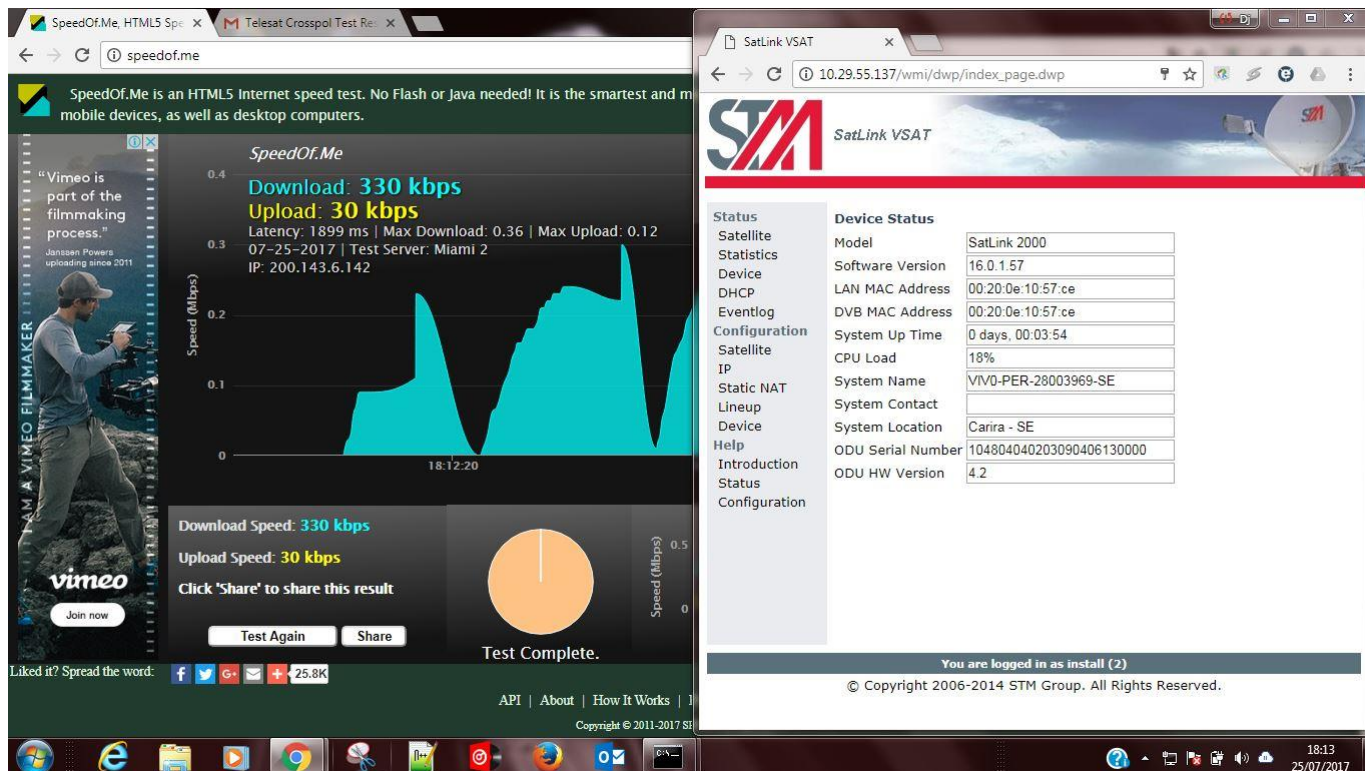 SpeedOf.Me, HTML5 Spe
Telesat Crosspol Test Re
speedof.me
SpeedOf.Me is an HTML5 Internet speed test. No Flash or Java needed! It is the smartest and m
mobile devices, as well as desktop computers.
"Vimeo is
part of the
filmmaking
process."
Janssen Powers
uploading since 2011
I AM A VIMEO FILMMAKER
vimeo
Join now
SpeedOf.Me
Download: 330 kbps
Upload: 30 kbps
Latency: 1899 ms | Max Download: 0.36 | Max Upload: 0.12
07-25-2017 | Test Server: Miami 2
IP: 200.143.6.142
Speed (Mbps)
0.4
0.3
0.2
0.1
0
18:12:20
Download Speed: 330 kbps
Upload Speed: 30 kbps
Click 'Share' to share this result
Test Again
Share
Test Complete.
Speed (Mbps)
0.5
0
Liked it? Spread the word:
25.8K
API | About | How It Works |
Copyright © 2011-2017
Dj
SatLink VSAT
10.29.55.137/wmi/dwp/index_page.dwp
STM
SatLink VSAT
STM
Status
Satellite
Statistics
Device
DHCP
Eventlog
Configuration
Satellite
IP
Static NAT
Lineup
Device
Help
Introduction
Status
Configuration
Device Status
Model SatLink 2000
Software Version 16.0.1.57
LAN MAC Address 00:20:0e:10:57:ce
DVB MAC Address 00:20:0e:10:57:ce
System Up Time 0 days, 00:03:54
CPU Load 18%
System Name VIV0-PER-28003969-SE
System Contact
System Location Carira - SE
ODU Serial Number 104804040203090406130000
ODU HW Version 4.2
You are logged in as install (2)
© Copyright 2006-2014 STM Group. All Rights Reserved.
18:13
25/07/2017